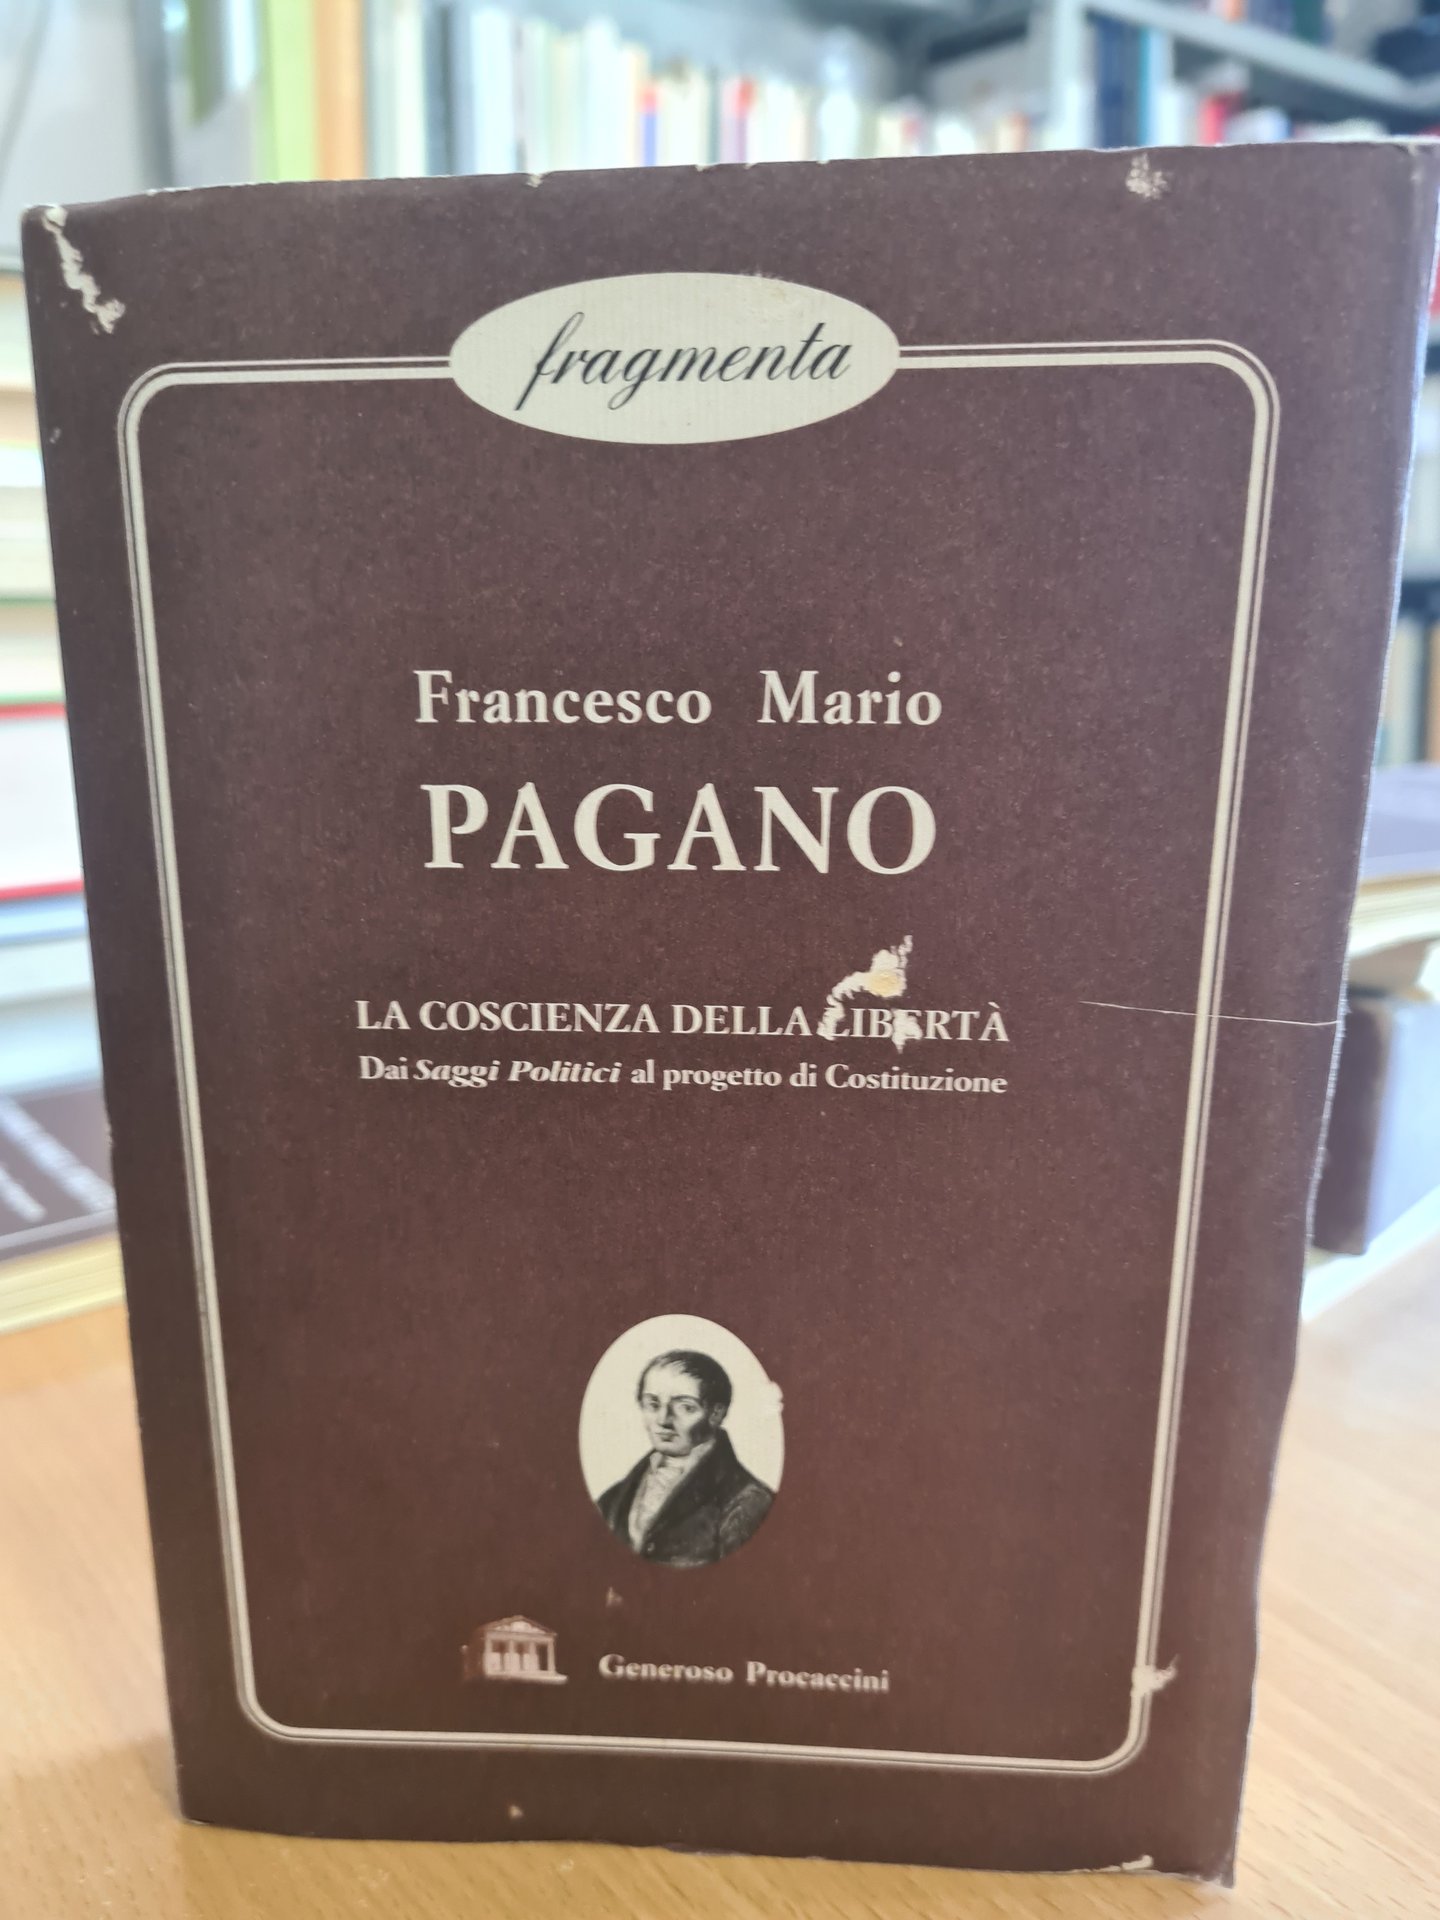 fragmenta
Francesco Mario
PAGANO
LA COSCIENZA DELLA LIBERTÀ
Dai Saggi Politici al progetto di Costituzione
Generoso Procaccini